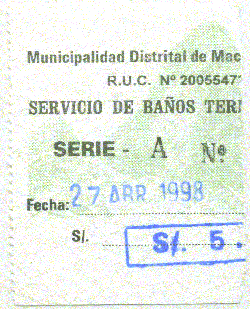 Municipalidad Distrital de Mac
R.U.C. Nº 2005547
SERVICIO DE BAÑOS TER
SERIE - A Nº
Fecha: 27 ABR 1998
S/. S/. 5.